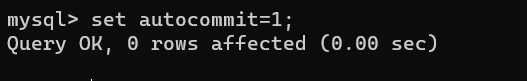 mysql> set autocommit=1;
Query OK, 0 rows affected (0.00 sec)